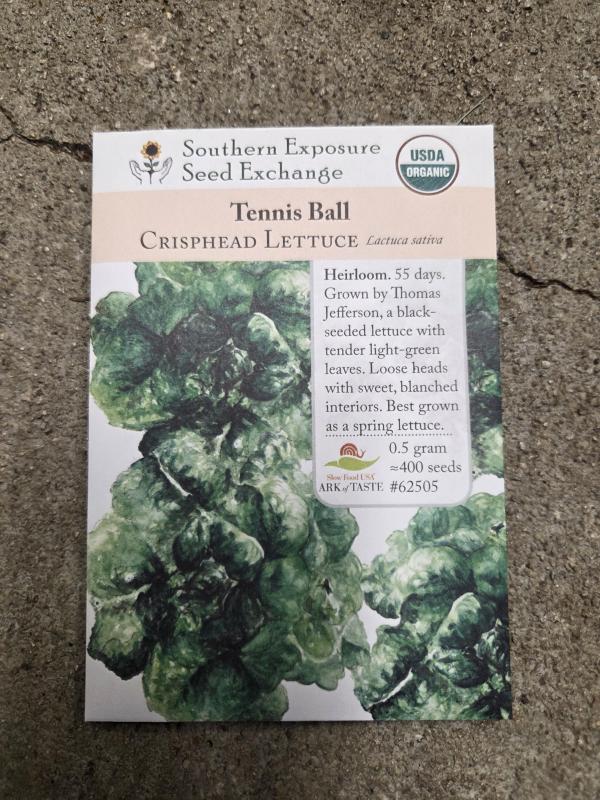 Southern Exposure
Seed Exchange
USDA
ORGANIC
Tennis Ball
Crisphead Lettuce Lactuca sativa
Heirloom. 55 days.
Grown by Thomas
Jefferson, a black-
seeded lettuce with
tender light-green
leaves. Loose heads
with sweet, blanched
interiors. Best grown
as a spring lettuce.
0.5 gram
≈400 seeds
#62505
Slow Food USA
ARK of TASTE